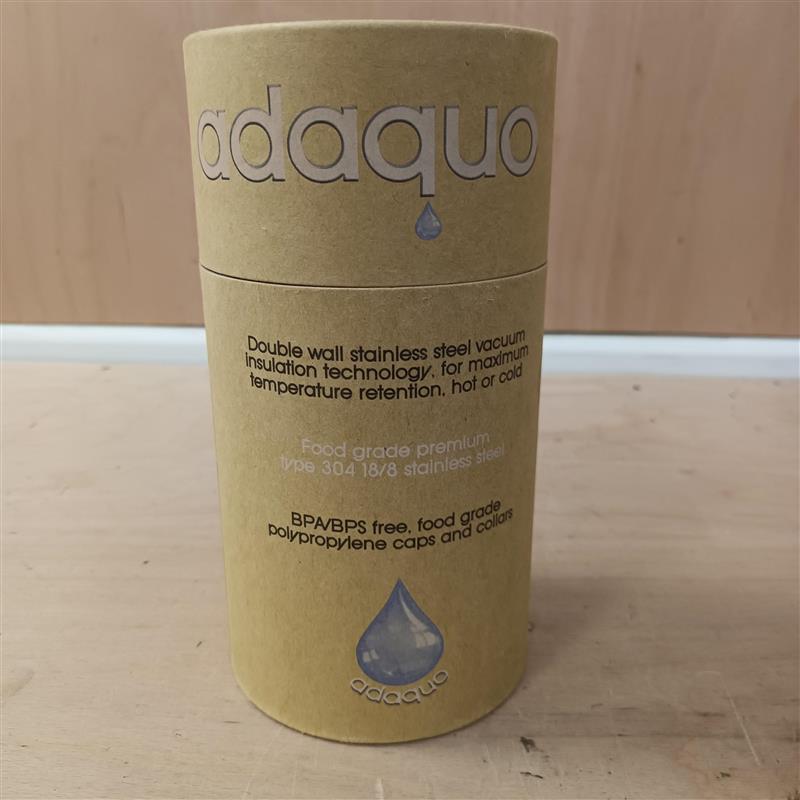 adaquo
Double wall stainless steel vacuum
insulation technology, for maximum
temperature retention, hot or cold
Food grade premium
type 304 18/8 stainless steel
BPA/BPS free, food grade
polypropylene caps and collars
adaquo